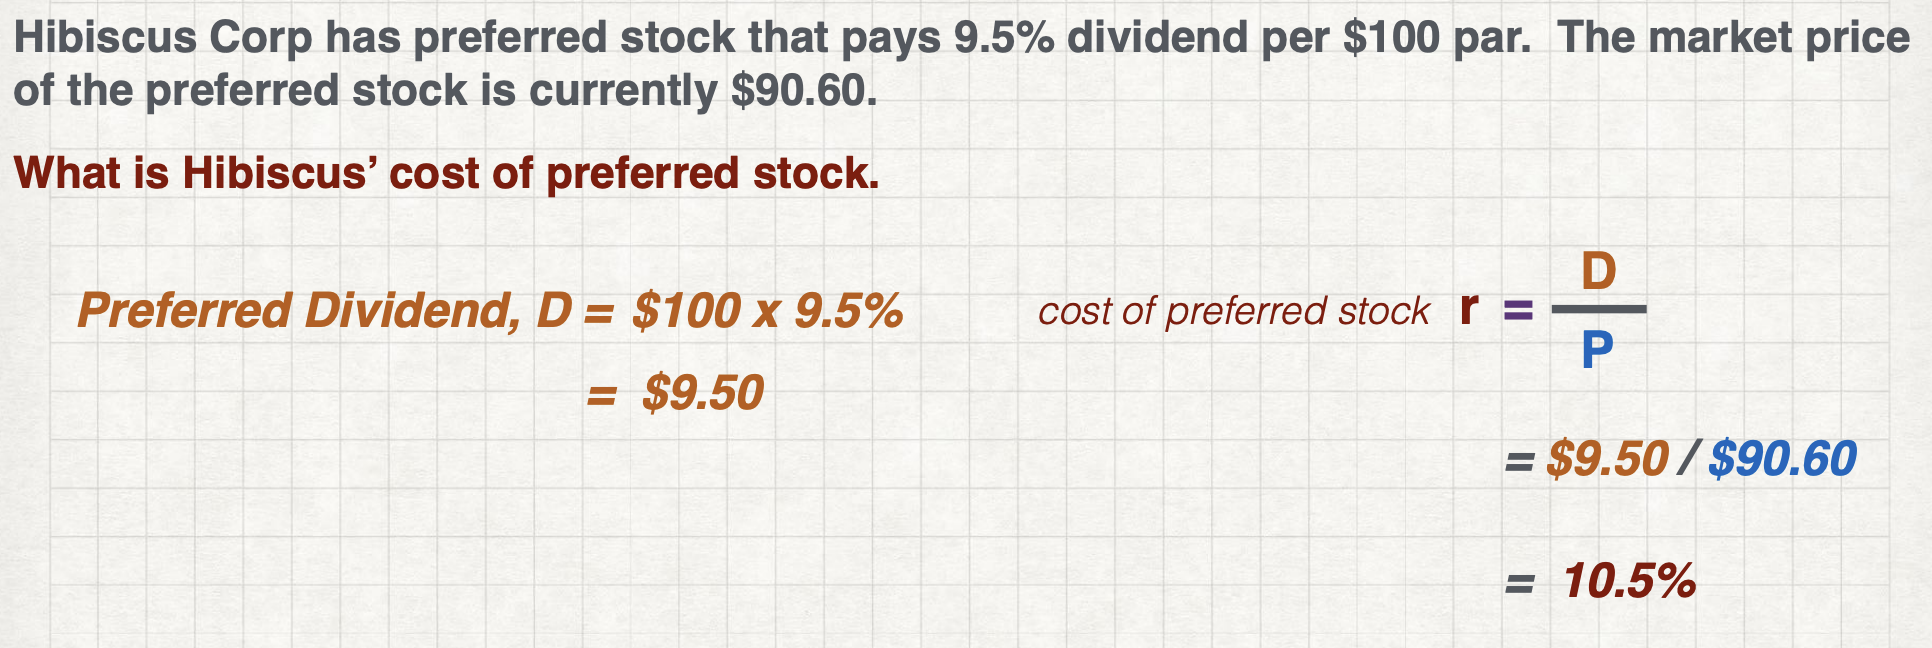 Hibiscus Corp has preferred stock that pays 9.5% dividend per $100 par. The market price
of the preferred stock is currently $90.60.
What is Hibiscus’ cost of preferred stock.
Preferred Dividend, D = $100 x 9.5%
= $9.50
cost of preferred stock r = D
P
= $9.50 / $90.60
= 10.5%